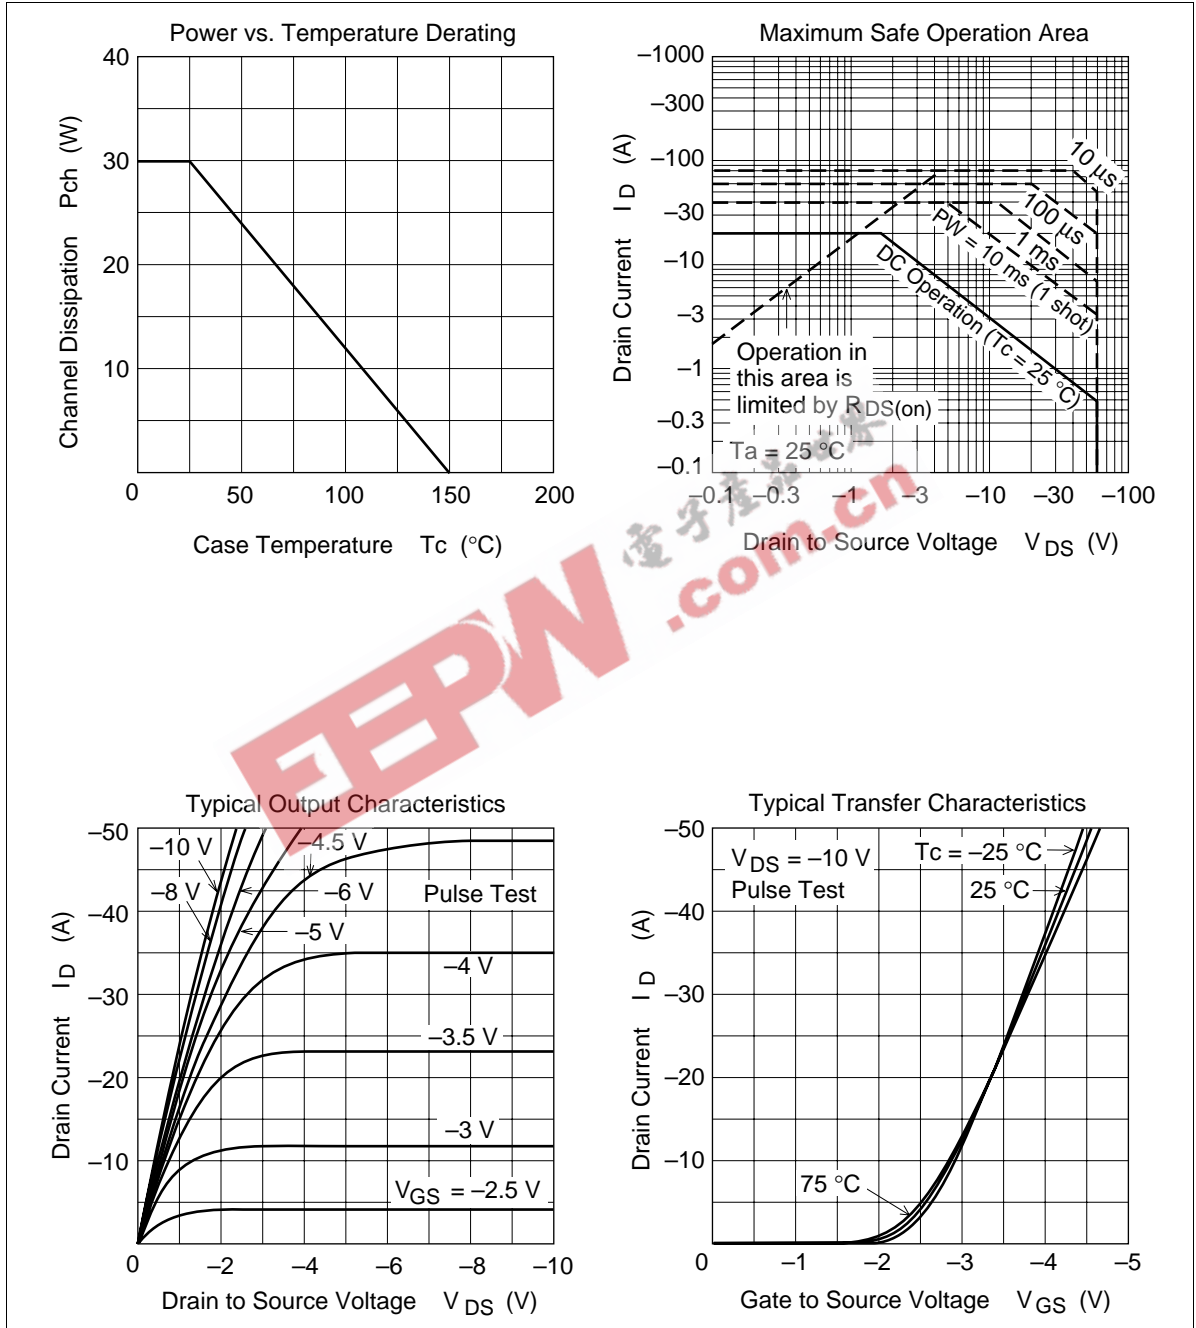 Power vs. Temperature Derating
40
30
20
10
0
50
100
150
200
Channel Dissipation Pch (W)
Case Temperature Tc (°C)
Maximum Safe Operation Area
–1000
–300
–100
–30
–10
–3
–1
–0.3
–0.1
–0.1
–0.3
–1
–3
–10
–30
–100
Drain Current I D (A)
Drain to Source Voltage V DS (V)
10 µs
100 µs
1 ms
PW = 10 ms (1 shot)
DC Operation (Tc = 25 °C)
Operation in
this area is
limited by R DS(on)
Ta = 25 °C
電子產品世界
EEPW
.com.cn
Typical Output Characteristics
–50
–40
–30
–20
–10
0
–2
–4
–6
–8
–10
Drain Current I D (A)
Drain to Source Voltage V DS (V)
–10 V
–8 V
–4.5 V
–6 V
–5 V
Pulse Test
–4 V
–3.5 V
–3 V
V GS = –2.5 V
Typical Transfer Characteristics
–50
–40
–30
–20
–10
0
–1
–2
–3
–4
–5
Drain Current I D (A)
Gate to Source Voltage V GS (V)
V DS = –10 V
Pulse Test
Tc = –25 °C
25 °C
75 °C